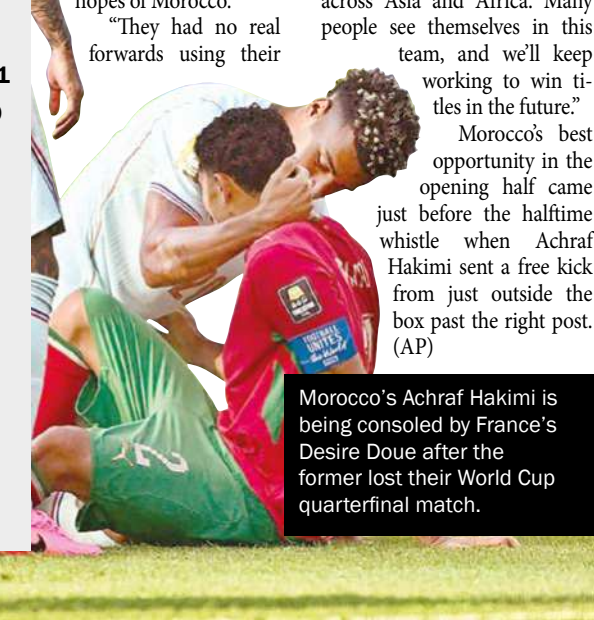 hopes of Morocco.”
“They had no real
forwards using their
1
)
across Asia and Africa. Many
people see themselves in this
team, and we’ll keep
working to win ti-
tles in the future.”
Morocco’s best
opportunity in the
opening half came
just before the halftime
whistle when Achraf
Hakimi sent a free kick
from just outside the
box past the right post.
(AP)
FOOTBALL
UNITES
the World
2
Morocco’s Achraf Hakimi is
being consoled by France’s
Desire Doue after the
former lost their World Cup
quarterfinal match.